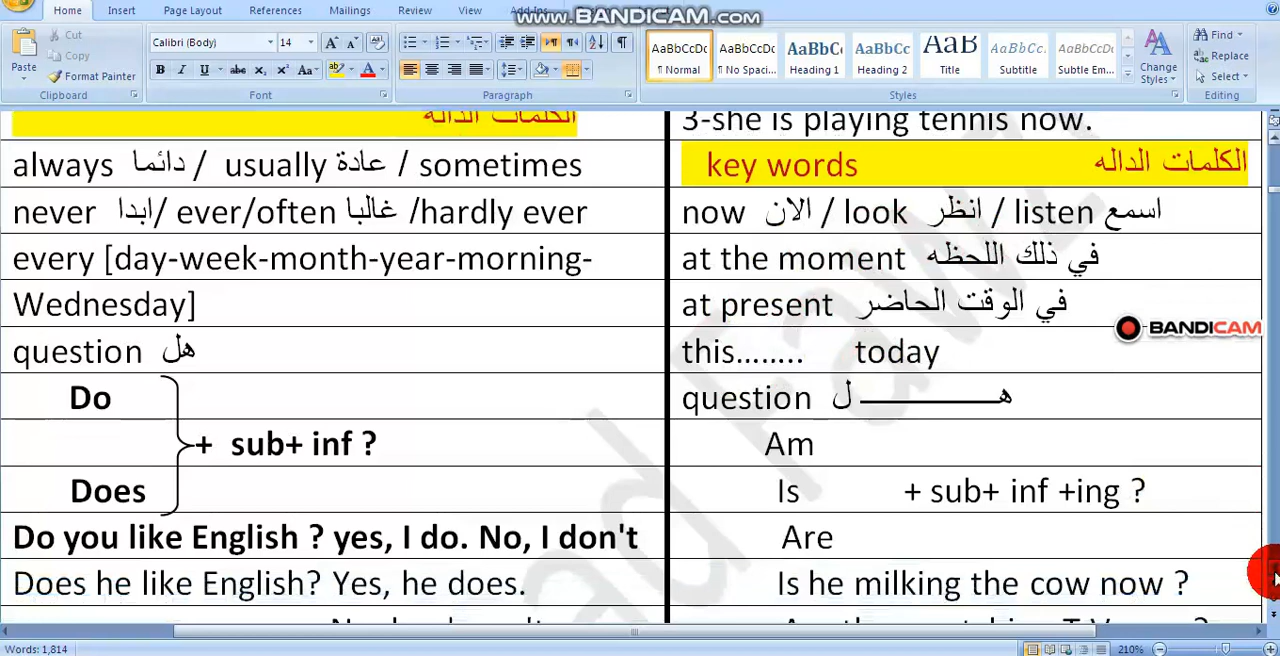 www.BANDICAM.com
Home Insert Page Layout References Mailings Review View Add-Ins
Paste Cut Copy Format Painter Clipboard
Calibri (Body) 14 Font
Paragraph
AaBbCcDc Normal AaBbCcDc No Spaci... AaBbC Heading 1 AaBbCc Heading 2 AaB Title AaBbCcL Subtitle AaBbCcDc Subtle Em... Change Styles Styles
Find Replace Select Editing
الكلمات الداله
always دائما / usually عادة / sometimes
never ابدا / ever/often غالبا /hardly ever
every [day-week-month-year-morning-
Wednesday]
question هل
Do
+ sub+ inf ?
Does
Do you like English ? yes, I do. No, I don't
Does he like English? Yes, he does.
3-she is playing tennis now.
key words الكلمات الداله
now الان / look انظر / listen اسمع
at the moment في ذلك اللحظه
at present في الوقت الحاضر
this........ today
question هـــــــــل
Am
Is + sub+ inf +ing ?
Are
Is he milking the cow now ?
BANDICAM
Words: 1,814
210%